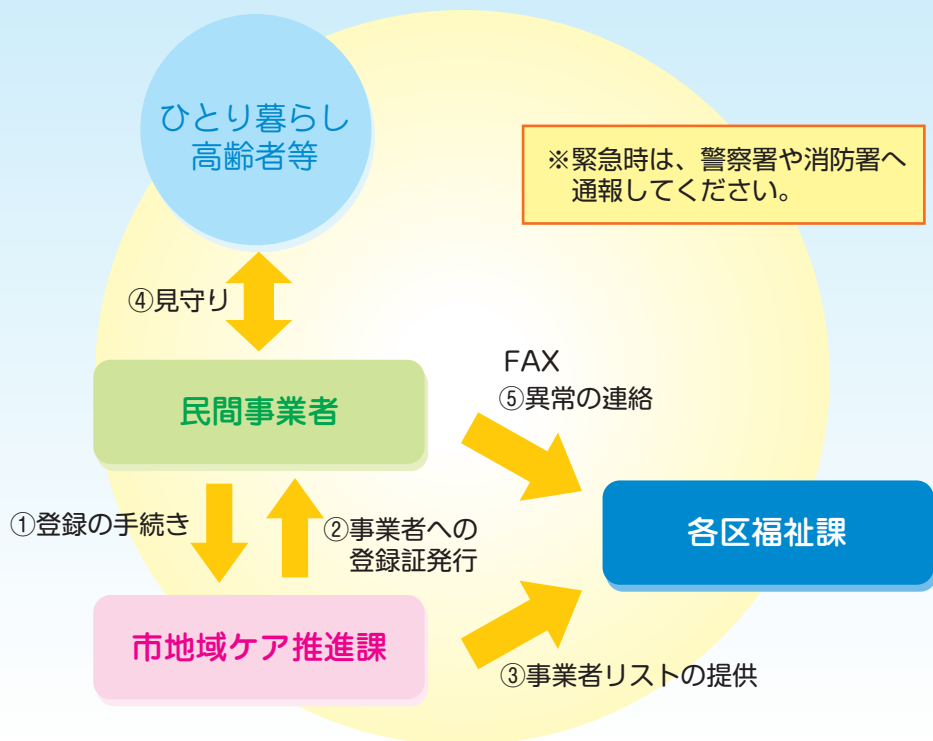 ひとり暮らし
高齢者等
※緊急時は、警察署や消防署へ
通報してください。
④見守り
FAX
⑤異常の連絡
民間事業者
①登録の手続き
②事業者への
登録証発行
各区福祉課
市地域ケア推進課
③事業者リストの提供